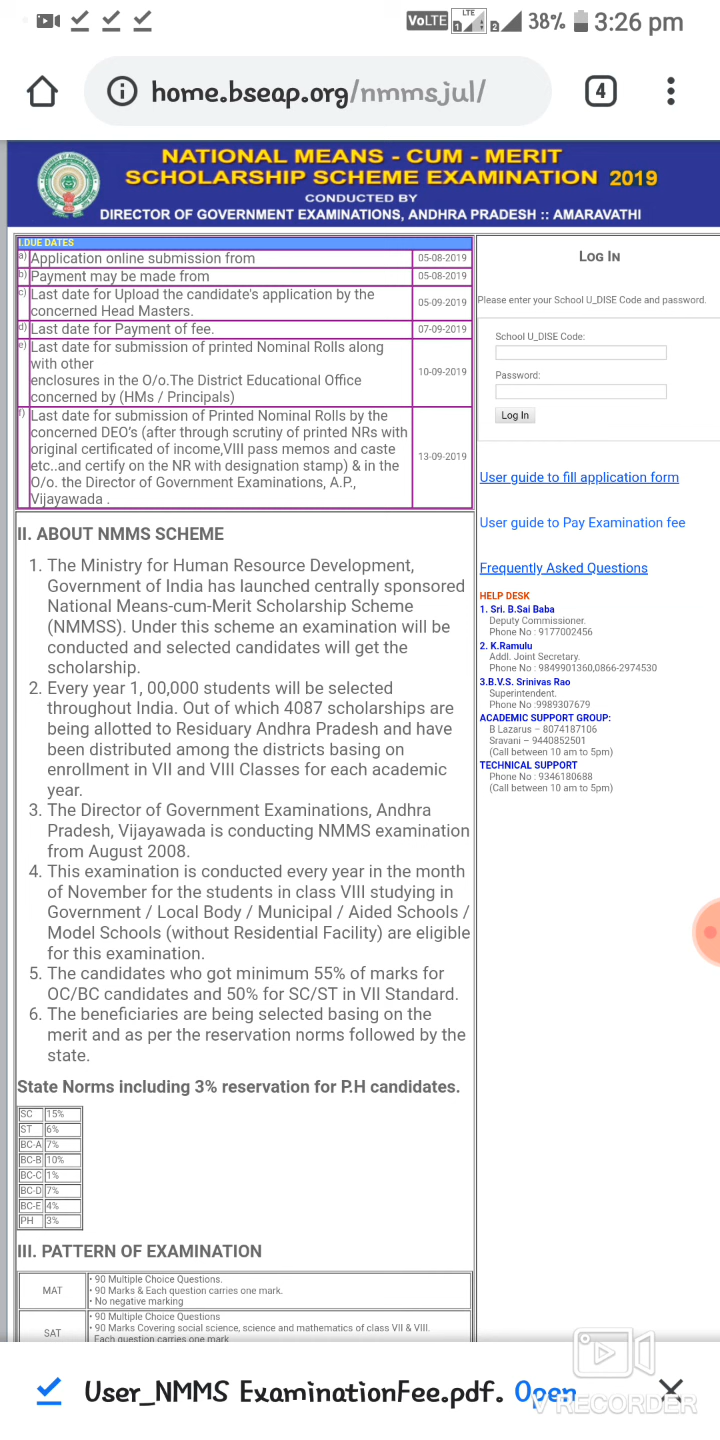 VoLTE LTE 1 2 38% 3:26 pm
home.bseap.org/nmmsjul/ 4
NATIONAL MEANS - CUM - MERIT
SCHOLARSHIP SCHEME EXAMINATION 2019
CONDUCTED BY
DIRECTOR OF GOVERNMENT EXAMINATIONS, ANDHRA PRADESH :: AMARAVATHI
I.DUE DATES
a) Application online submission from 05-08-2019
b) Payment may be made from 05-08-2019
c) Last date for Upload the candidate's application by the
concerned Head Masters. 05-09-2019
d) Last date for Payment of fee. 07-09-2019
e) Last date for submission of printed Nominal Rolls along
with other
enclosures in the O/o.The District Educational Office
concerned by (HMs / Principals) 10-09-2019
f) Last date for submission of Printed Nominal Rolls by the
concerned DEO's (after through scrutiny of printed NRs with
original certificated of income,VIII pass memos and caste
etc..and certify on the NR with designation stamp) & in the
O/o. the Director of Government Examinations, A.P.,
Vijayawada . 13-09-2019
II. ABOUT NMMS SCHEME
1. The Ministry for Human Resource Development,
Government of India has launched centrally sponsored
National Means-cum-Merit Scholarship Scheme
(NMMSS). Under this scheme an examination will be
conducted and selected candidates will get the
scholarship.
2. Every year 1, 00,000 students will be selected
throughout India. Out of which 4087 scholarships are
being allotted to Residuary Andhra Pradesh and have
been distributed among the districts basing on
enrollment in VII and VIII Classes for each academic
year.
3. The Director of Government Examinations, Andhra
Pradesh, Vijayawada is conducting NMMS examination
from August 2008.
4. This examination is conducted every year in the month
of November for the students in class VIII studying in
Government / Local Body / Municipal / Aided Schools /
Model Schools (without Residential Facility) are eligible
for this examination.
5. The candidates who got minimum 55% of marks for
OC/BC candidates and 50% for SC/ST in VII Standard.
6. The beneficiaries are being selected basing on the
merit and as per the reservation norms followed by the
state.
State Norms including 3% reservation for P.H candidates.
SC 15%
ST 6%
BC-A 7%
BC-B 10%
BC-C 1%
BC-D 7%
BC-E 4%
PH 3%
III. PATTERN OF EXAMINATION
MAT
• 90 Multiple Choice Questions.
• 90 Marks & Each question carries one mark.
• No negative marking
SAT
• 90 Multiple Choice Questions
• 90 Marks Covering social science, science and mathematics of class VII & VIII.
Each question carries one mark
LOG IN
Please enter your School U_DISE Code and password.
School U_DISE Code:
Password:
Log In
User guide to fill application form
User guide to Pay Examination fee
Frequently Asked Questions
HELP DESK
1. Sri. B.Sai Baba
Deputy Commissioner.
Phone No : 9177002456
2. K.Ramulu
Addl. Joint Secretary.
Phone No : 9849901360,0866-2974530
3.B.V.S. Srinivas Rao
Superintendent.
Phone No :9989307679
ACADEMIC SUPPORT GROUP:
B Lazarus – 8074187106
Sravani – 9440852501
(Call between 10 am to 5pm)
TECHNICAL SUPPORT
Phone No : 9346180688
(Call between 10 am to 5pm)
User_NMMS ExaminationFee.pdf. Open
V RECORDER